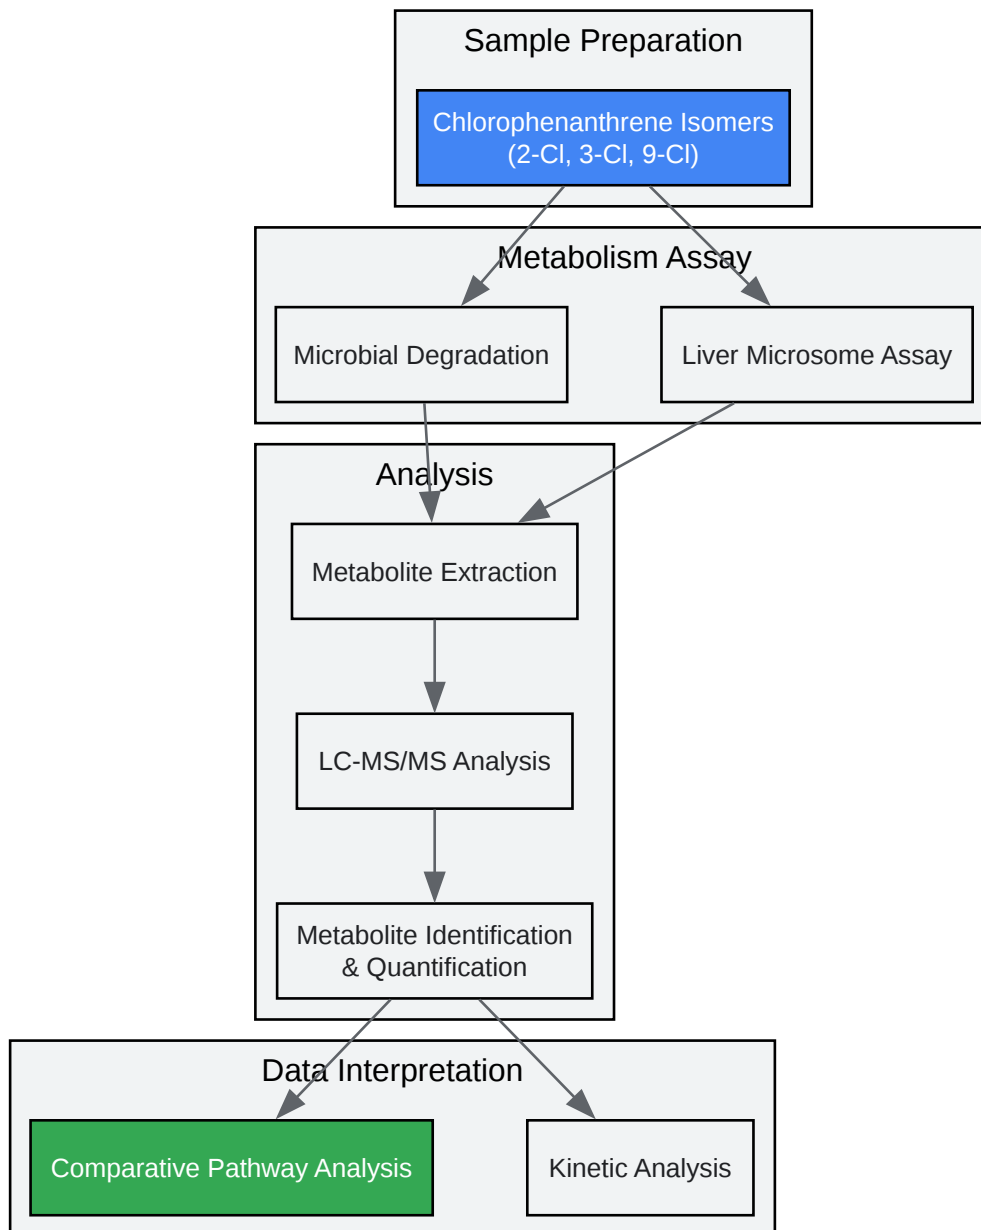 Sample Preparation
Chlorophenanthrene Isomers
(2-Cl, 3-Cl, 9-Cl)
Metabolism Assay
Microbial Degradation
Liver Microsome Assay
Analysis
Metabolite Extraction
LC-MS/MS Analysis
Metabolite Identification
& Quantification
Data Interpretation
Comparative Pathway Analysis
Kinetic Analysis